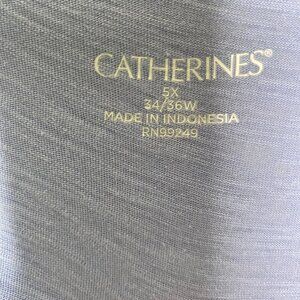 CATHERINES®
5X
34/36W
MADE IN INDONESIA
RN99249